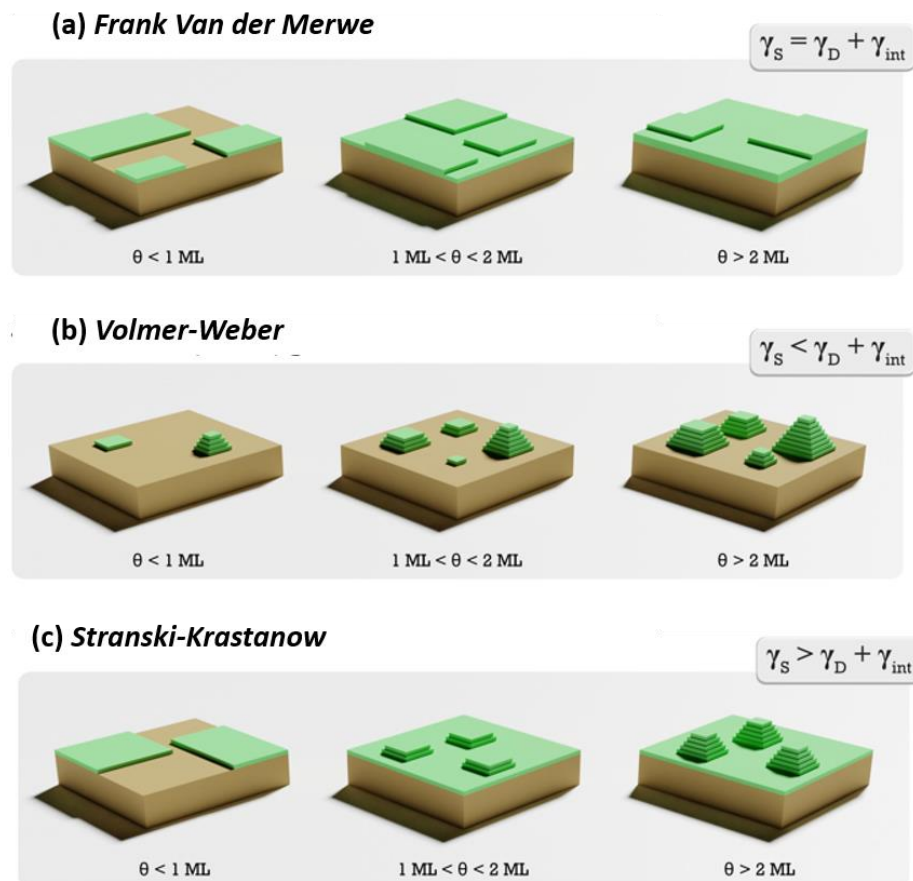 (a) Frank Van der Merwe
γS = γD + γint
θ < 1 ML
1 ML < θ < 2 ML
θ > 2 ML
(b) Volmer-Weber
γS < γD + γint
θ < 1 ML
1 ML < θ < 2 ML
θ > 2 ML
(c) Stranski-Krastanow
γS > γD + γint
θ < 1 ML
1 ML < θ < 2 ML
θ > 2 ML